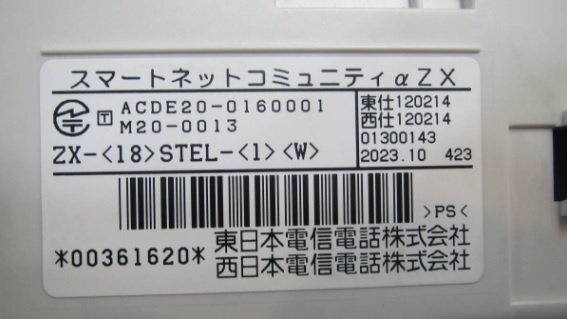 スマートネットコミュニティαZX
T ACDE20-0160001
M20-0013
ZX-<18>STEL-<1><W>
東仕120214
西仕120214
01300143
2023.10 423
>PS<
*00361620*
東日本電信電話株式会社
西日本電信電話株式会社